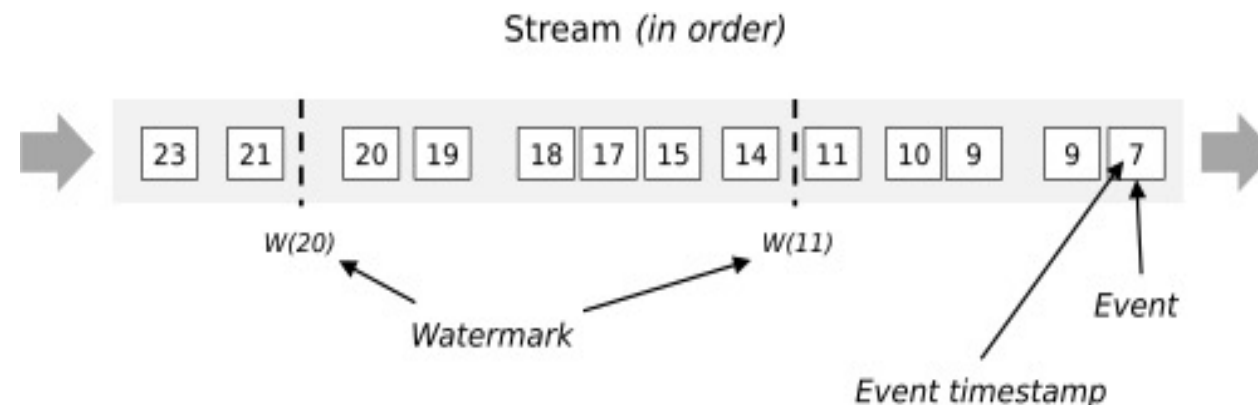 Stream (in order)
23 21 20 19 18 17 15 14 11 10 9 9 7
W(20) W(11)
Event
Watermark
Event timestamp